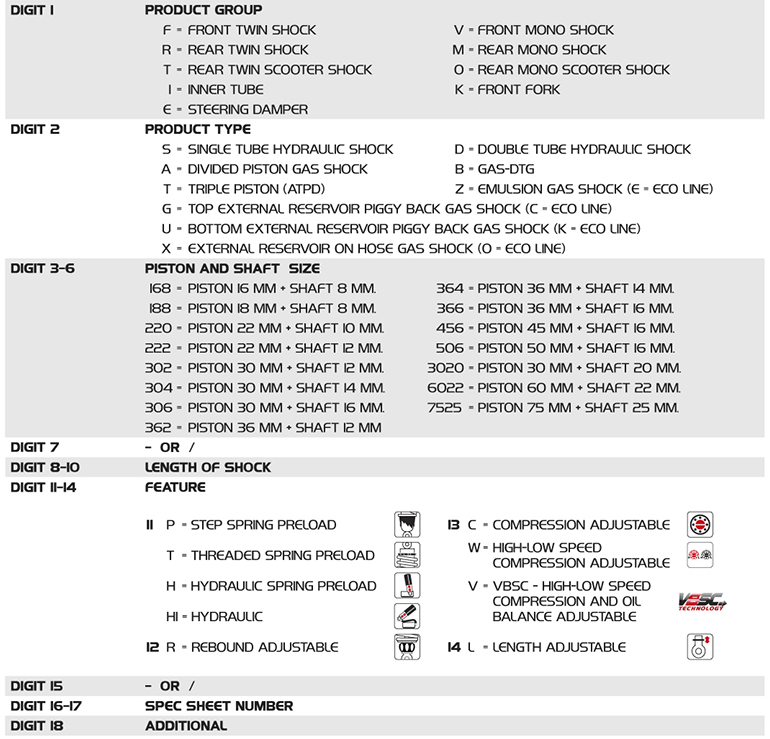 DIGIT 1 PRODUCT GROUP
F = FRONT TWIN SHOCK V = FRONT MONO SHOCK
R = REAR TWIN SHOCK M = REAR MONO SHOCK
T = REAR TWIN SCOOTER SHOCK O = REAR MONO SCOOTER SHOCK
I = INNER TUBE K = FRONT FORK
E = STEERING DAMPER
DIGIT 2 PRODUCT TYPE
S = SINGLE TUBE HYDRAULIC SHOCK D = DOUBLE TUBE HYDRAULIC SHOCK
A = DIVIDED PISTON GAS SHOCK B = GAS-DTG
T = TRIPLE PISTON (ATPD) Z = EMULSION GAS SHOCK (E = ECO LINE)
G = TOP EXTERNAL RESERVOIR PIGGY BACK GAS SHOCK (C = ECO LINE)
U = BOTTOM EXTERNAL RESERVOIR PIGGY BACK GAS SHOCK (K = ECO LINE)
X = EXTERNAL RESERVOIR ON HOSE GAS SHOCK (O = ECO LINE)
DIGIT 3-6 PISTON AND SHAFT SIZE
168 = PISTON 16 MM + SHAFT 8 MM. 364 = PISTON 36 MM + SHAFT 14 MM.
188 = PISTON 18 MM + SHAFT 8 MM. 366 = PISTON 36 MM + SHAFT 16 MM.
220 = PISTON 22 MM + SHAFT 10 MM. 456 = PISTON 45 MM + SHAFT 16 MM.
222 = PISTON 22 MM + SHAFT 12 MM. 506 = PISTON 50 MM + SHAFT 16 MM.
302 = PISTON 30 MM + SHAFT 12 MM. 3020 = PISTON 30 MM + SHAFT 20 MM.
304 = PISTON 30 MM + SHAFT 14 MM. 6022 = PISTON 60 MM + SHAFT 22 MM.
306 = PISTON 30 MM + SHAFT 16 MM. 7525 = PISTON 75 MM + SHAFT 25 MM.
362 = PISTON 36 MM + SHAFT 12 MM
DIGIT 7 - OR /
DIGIT 8-10 LENGTH OF SHOCK
DIGIT 11-14 FEATURE
11 P = STEP SPRING PRELOAD 13 C = COMPRESSION ADJUSTABLE
T = THREADED SPRING PRELOAD W = HIGH-LOW SPEED
COMPRESSION ADJUSTABLE
H = HYDRAULIC SPRING PRELOAD V = VBSC - HIGH-LOW SPEED
COMPRESSION AND OIL
BALANCE ADJUSTABLE
VBSC
TECHNOLOGY
H1 = HYDRAULIC
12 R = REBOUND ADJUSTABLE 14 L = LENGTH ADJUSTABLE
DIGIT 15 - OR /
DIGIT 16-17 SPEC SHEET NUMBER
DIGIT 18 ADDITIONAL